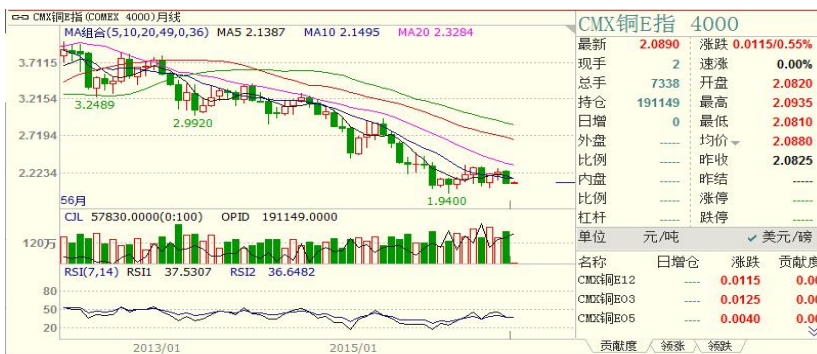 CMX铜E指(COMEX 4000)月线
MA组合(5,10,20,49,0,36) MA5 2.1387 MA10 2.1495 MA20 2.3284
3.7115
3.2154
3.2489
2.9920
2.7194
2.2234
1.9400
56月
CJL 57830.0000(0:100) OPID 191149.0000
120万
RSI(7,14) RSI1 37.5307 RSI2 36.6482
80
50
20
2013/01 2015/01
CMX铜E指 4000
最新 2.0890 涨跌 0.0115/0.55%
现手 2 速涨 0.00%
总手 7338 开盘 2.0820
持仓 191149 最高 2.0935
日增 0 最低 2.0810
外盘 ----- 均价 2.0880
比例 ----- 昨收 2.0825
内盘 ----- 昨结 -----
比例 ----- 涨停 -----
杠杆 ----- 跌停 -----
单位 元/吨 美元/磅
名称 日增仓 涨跌 贡献度
CMX铜E12 ---- 0.0115 0.00
CMX铜E03 ---- 0.0125 0.00
CMX铜E05 ---- 0.0040 0.00
贡献度 领涨 领跌